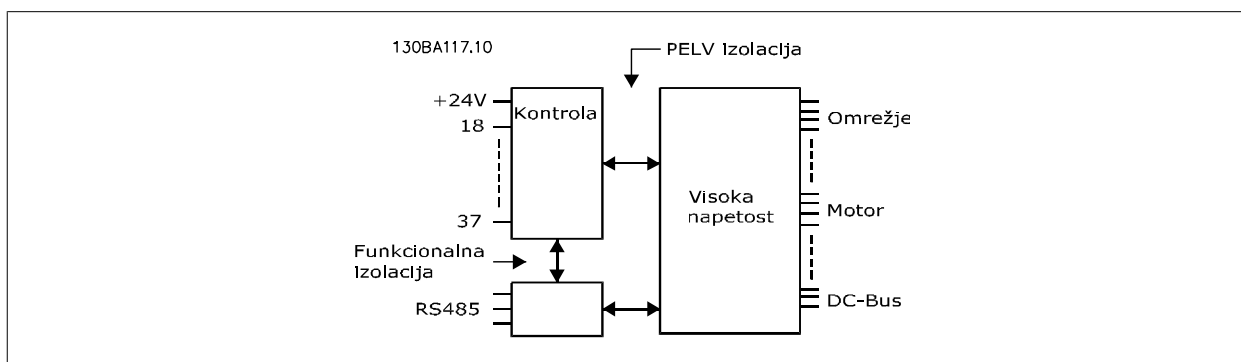 130BA117.10
PELV izolacija
+24V
Kontrola
18
37
Omrežje
Visoka
napetost
Motor
Funkcionalna
izolacija
RS485
DC-Bus